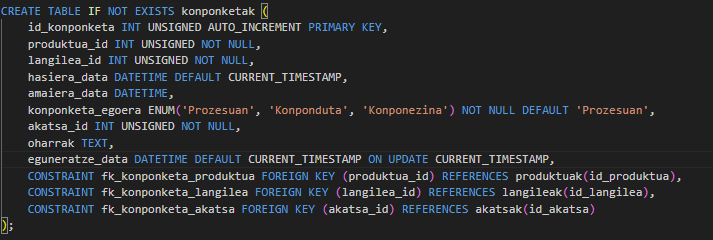 CREATE TABLE IF NOT EXISTS konponketak (
    id_konponketa INT UNSIGNED AUTO_INCREMENT PRIMARY KEY,
    produktua_id INT UNSIGNED NOT NULL,
    langilea_id INT UNSIGNED NOT NULL,
    hasiera_data DATETIME DEFAULT CURRENT_TIMESTAMP,
    amaiera_data DATETIME,
    konponketa_egoera ENUM('Prozesuan', 'Konponduta', 'Konponezina') NOT NULL DEFAULT 'Prozesuan',
    akatsa_id INT UNSIGNED NOT NULL,
    oharrak TEXT,
    eguneratze_data DATETIME DEFAULT CURRENT_TIMESTAMP ON UPDATE CURRENT_TIMESTAMP,
    CONSTRAINT fk_konponketa_produktua FOREIGN KEY (produktua_id) REFERENCES produktuak(id_produktua),
    CONSTRAINT fk_konponketa_langilea FOREIGN KEY (langilea_id) REFERENCES langileak(id_langilea),
    CONSTRAINT fk_konponketa_akatsa FOREIGN KEY (akatsa_id) REFERENCES akatsak(id_akatsa)
);